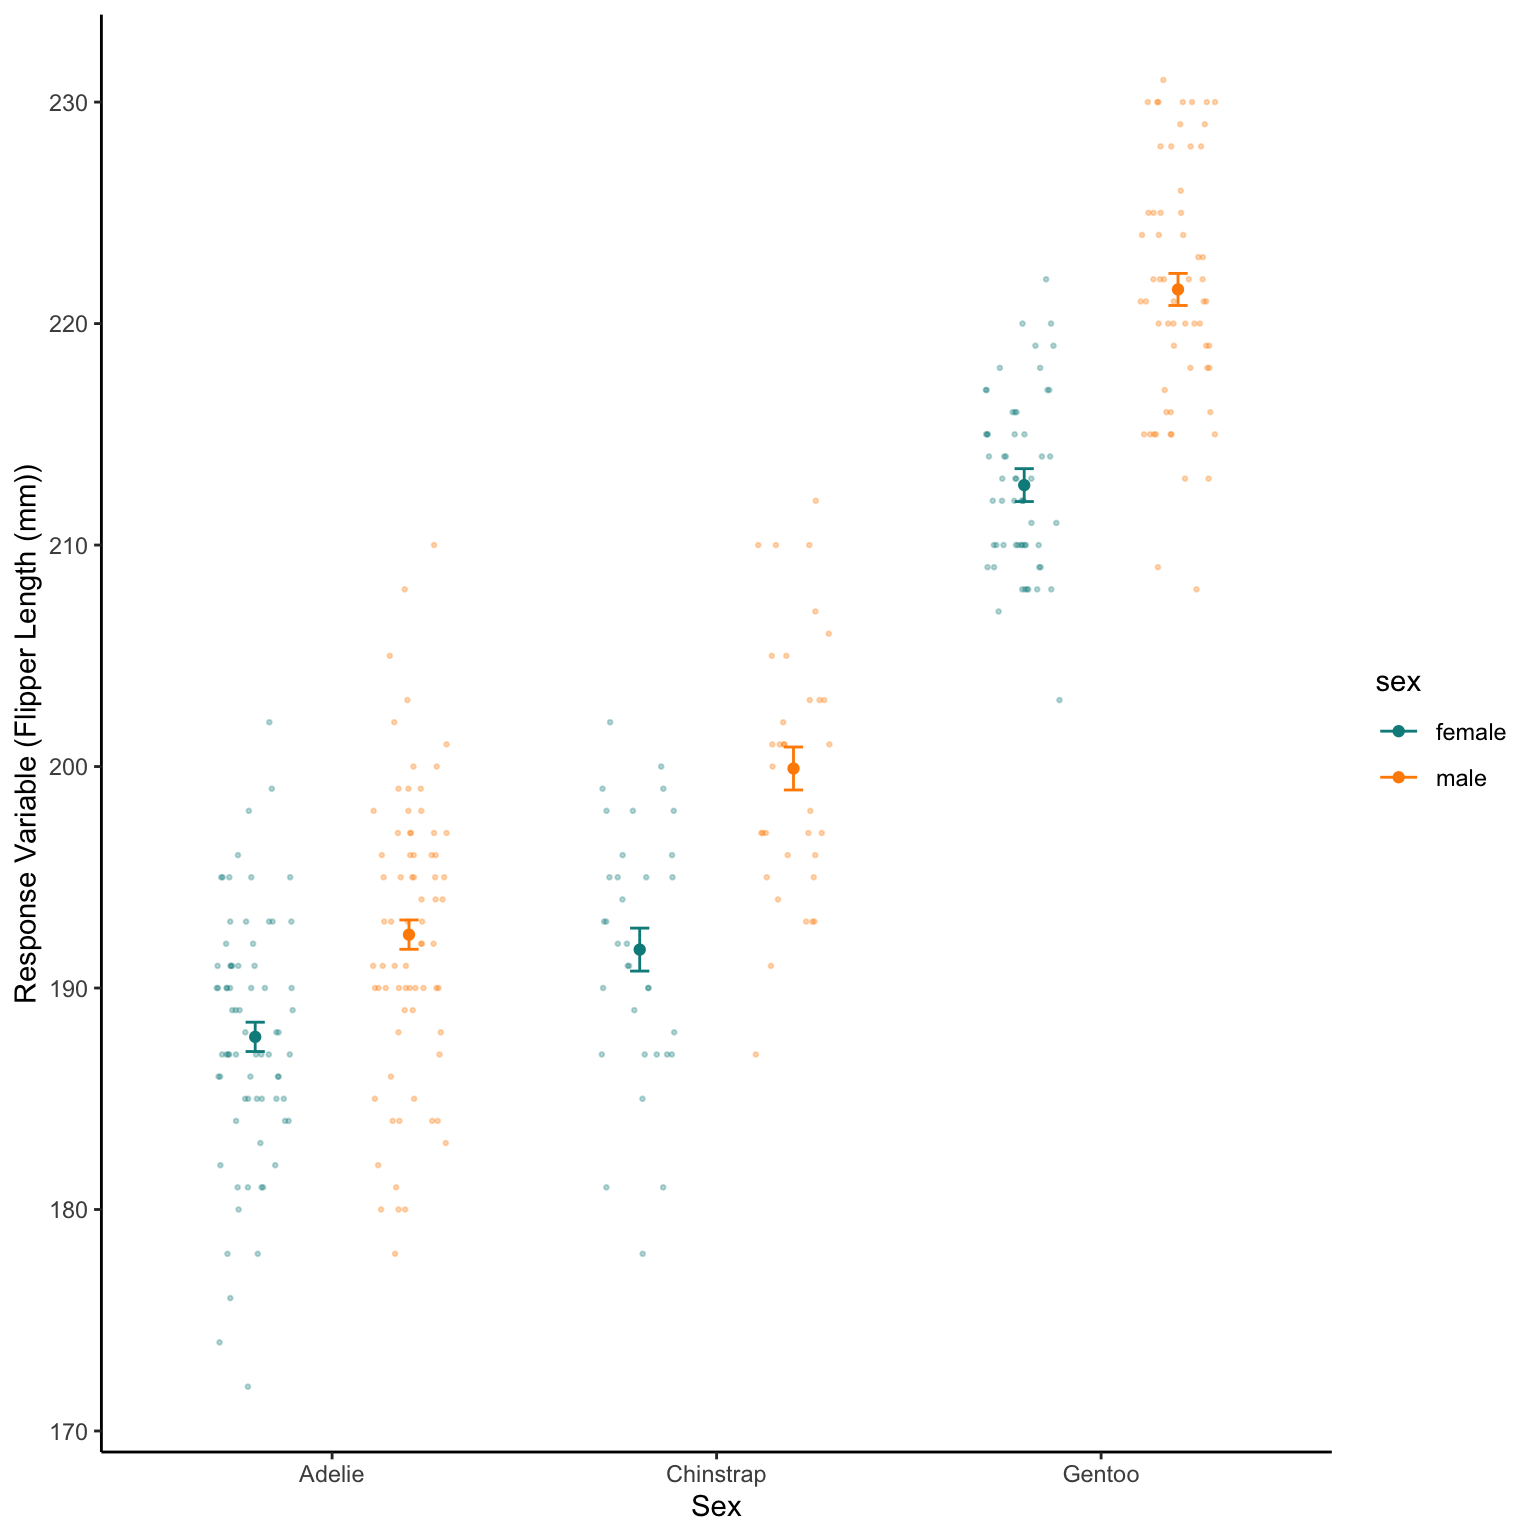 Response Variable (Flipper Length (mm))
230
220
210
200
190
180
170
Adelie
Chinstrap
Gentoo
Sex
sex
female
male